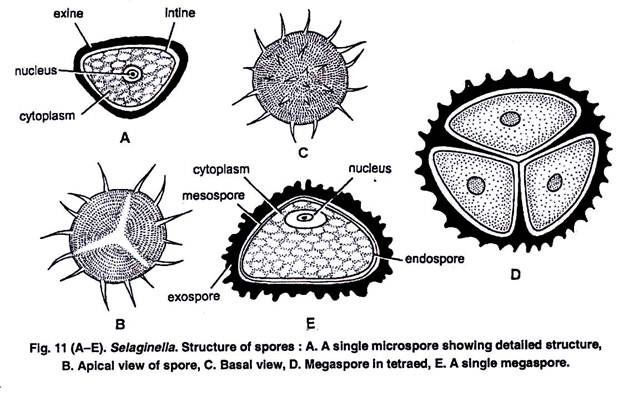 exine
intine
nucleus
cytoplasm
A
C
cytoplasm
nucleus
mesospore
endospore
exospore
B
E
D
Fig. 11 (A–E). Selaginella. Structure of spores : A. A single microspore showing detailed structure,
B. Apical view of spore, C. Basal view, D. Megaspore in tetraed, E. A single megaspore.